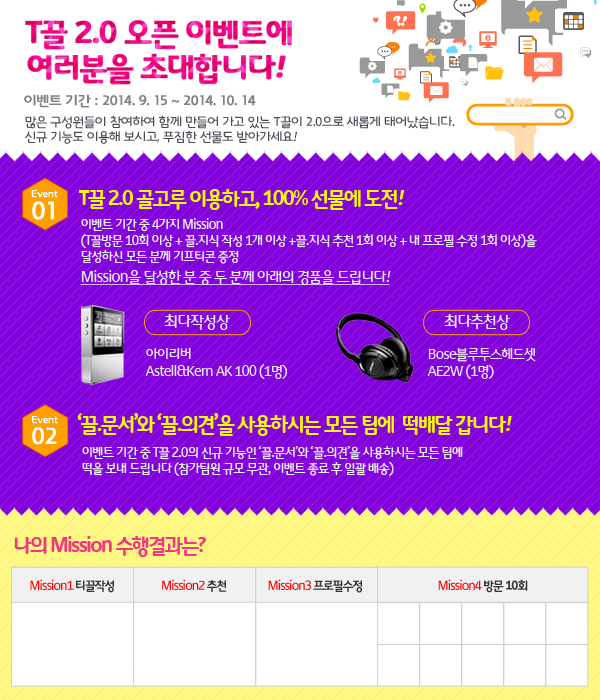 T끌 2.0 오픈 이벤트에
여러분을 초대합니다!
이벤트 기간 : 2014. 9. 15 ~ 2014. 10. 14
많은 구성원들이 참여하여 함께 만들어 가고 있는 T끌이 2.0으로 새롭게 태어났습니다.
신규 기능도 이용해 보시고, 푸짐한 선물도 받아가세요!
Event
01
T끌 2.0 골고루 이용하고, 100% 선물에 도전!
이벤트 기간 중 4가지 Mission
(T끌방문 10회 이상 + 끌.지식 작성 1개 이상 +끌.지식 추천 1회 이상 + 내 프로필 수정 1회 이상)을
달성하신 모든 분께 기프티콘 증정
Mission을 달성한 분 중 두 분께 아래의 경품을 드립니다!
최다작성상
아이리버
Astell&Kern AK 100 (1명)
최다추천상
Bose블루투스헤드셋
AE2W (1명)
Event
02
'끌.문서'와 '끌.의견'을 사용하시는 모든 팀에 떡배달 갑니다!
이벤트 기간 중 T끌 2.0의 신규 기능인 '끌.문서'와 '끌.의견'을 사용하시는 모든 팀에
떡을 보내 드립니다 (참가팀원 규모 무관, 이벤트 종료 후 일괄 배송)
나의 Mission 수행결과는?
Mission1 티끌작성
Mission2 추천
Mission3 프로필수정
Mission4 방문 10회